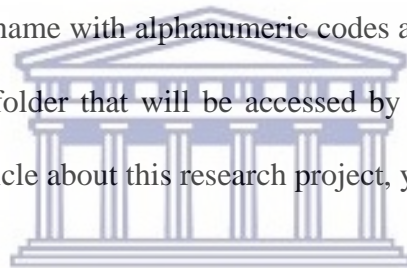 name with alphanumeric codes a
folder that will be accessed by
cle about this research project, y